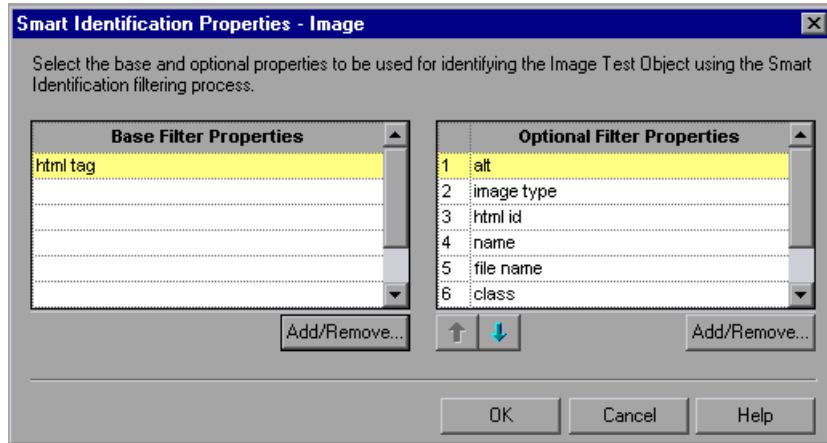 Smart Identification Properties - Image
Select the base and optional properties to be used for identifying the Image Test Object using the Smart
Identification filtering process.
Base Filter Properties
html tag
Optional Filter Properties
1 alt
2 image type
3 html id
4 name
5 file name
6 class
Add/Remove...
Add/Remove...
OK
Cancel
Help